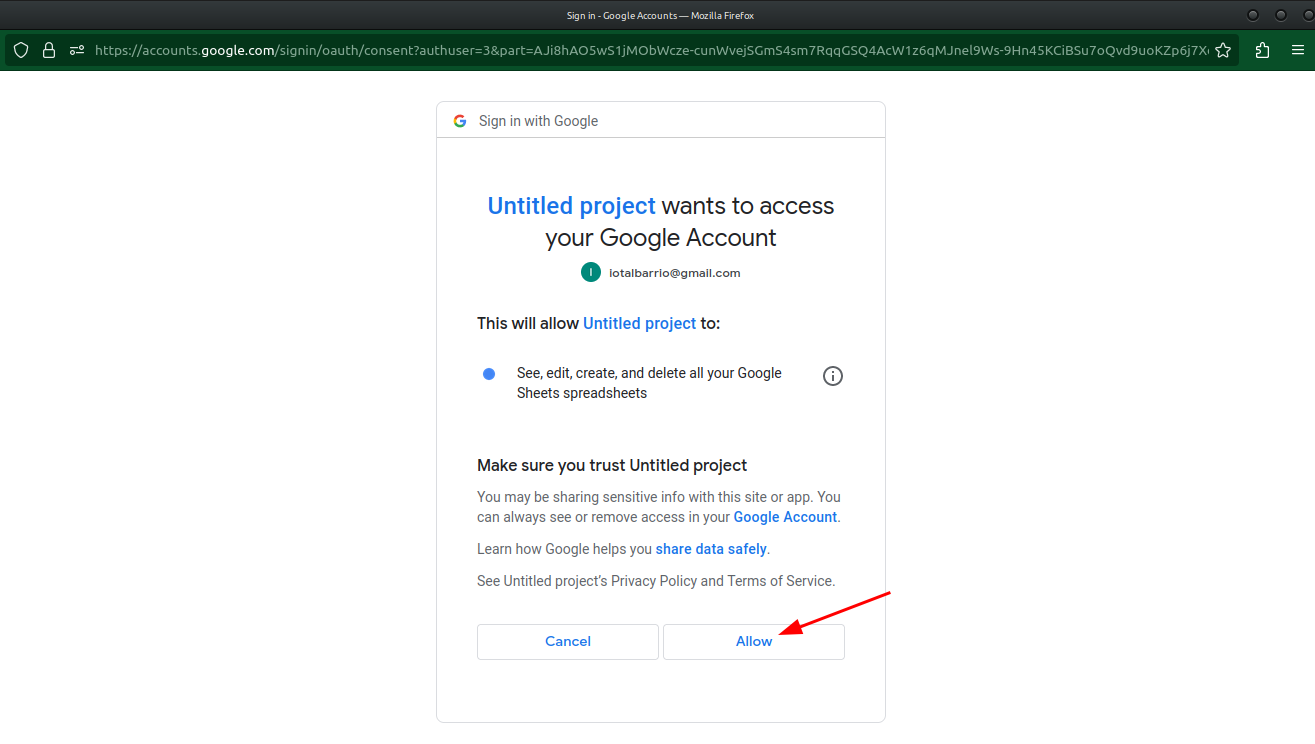 Sign in - Google Accounts — Mozilla Firefox
https://accounts.google.com/signin/oauth/consent?authuser=3&part=AJi8hAO5wS1jMObWcze-cunWvejSGmS4sm7RqqGSQ4AcW1z6qMJnel9Ws-9Hn45KCiBSu7oQvd9uoKZp6j7X
Sign in with Google
Untitled project wants to access
your Google Account
I
iotalbarrio@gmail.com
This will allow Untitled project to:
See, edit, create, and delete all your Google
Sheets spreadsheets
Make sure you trust Untitled project
You may be sharing sensitive info with this site or app. You
can always see or remove access in your Google Account.
Learn how Google helps you share data safely.
See Untitled project's Privacy Policy and Terms of Service.
Cancel
Allow